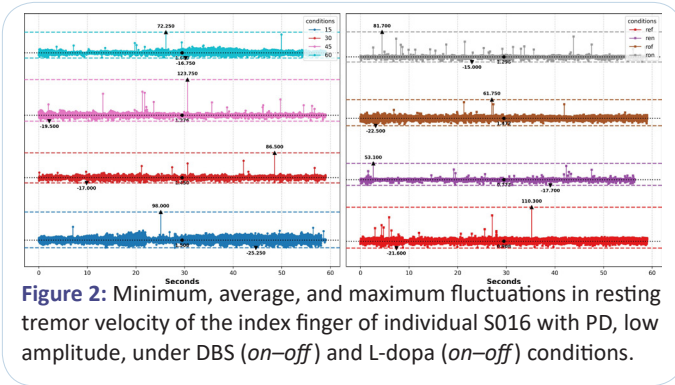 conditions
15
30
45
60
72.250
-16.750
123.750
-19.500
86.500
-17.000
98.000
-25.250
0 10 20 30 40 50 60
Seconds
conditions
ref
ren
rof
ron
81.700
-15.000
1.296
61.750
-22.500
53.100
-17.700
110.300
-21.600
0 10 20 30 40 50 60
Seconds
Figure 2: Minimum, average, and maximum fluctuations in resting
tremor velocity of the index finger of individual S016 with PD, low
amplitude, under DBS (on–off) and L-dopa (on–off) conditions.